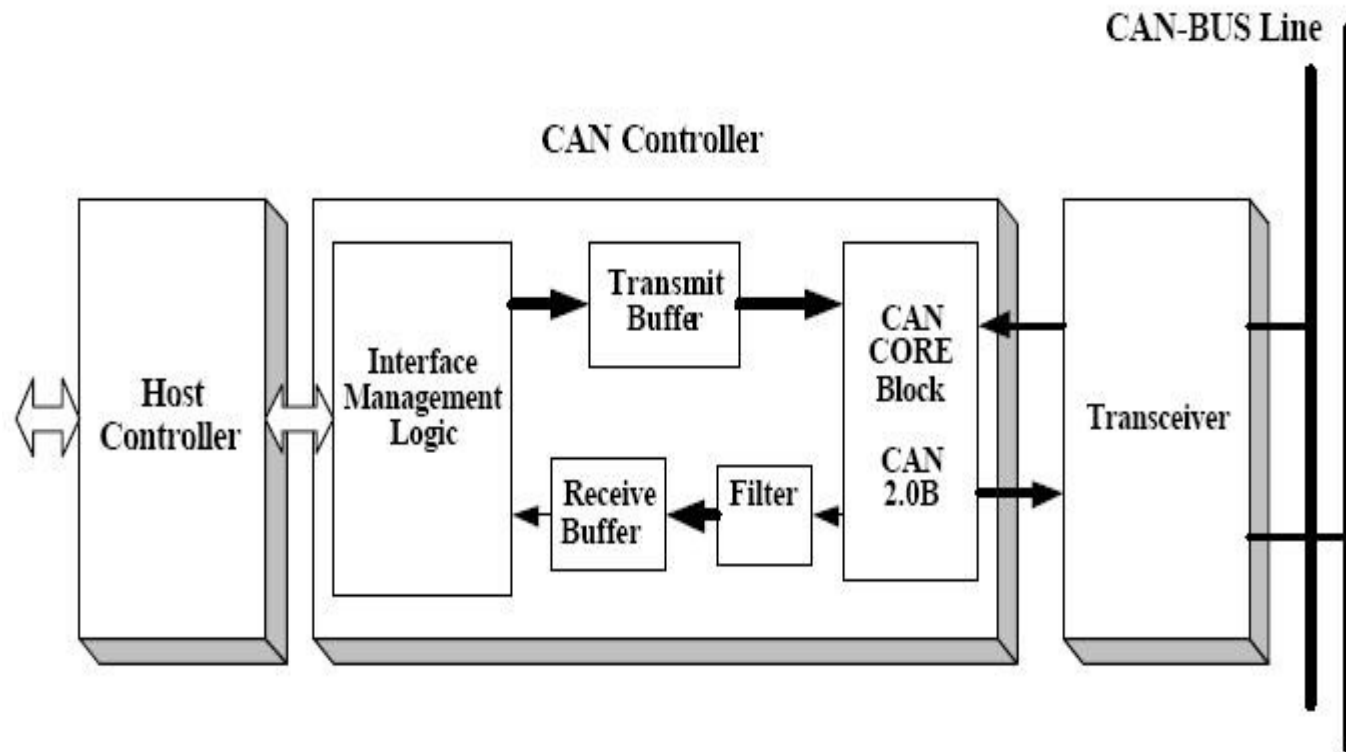 CAN-BUS Line
CAN Controller
Host
Controller
Interface
Management
Logic
Transmit
Buffer
Receive
Buffer
Filter
CAN
CORE
Block
CAN
2.0B
Transceiver